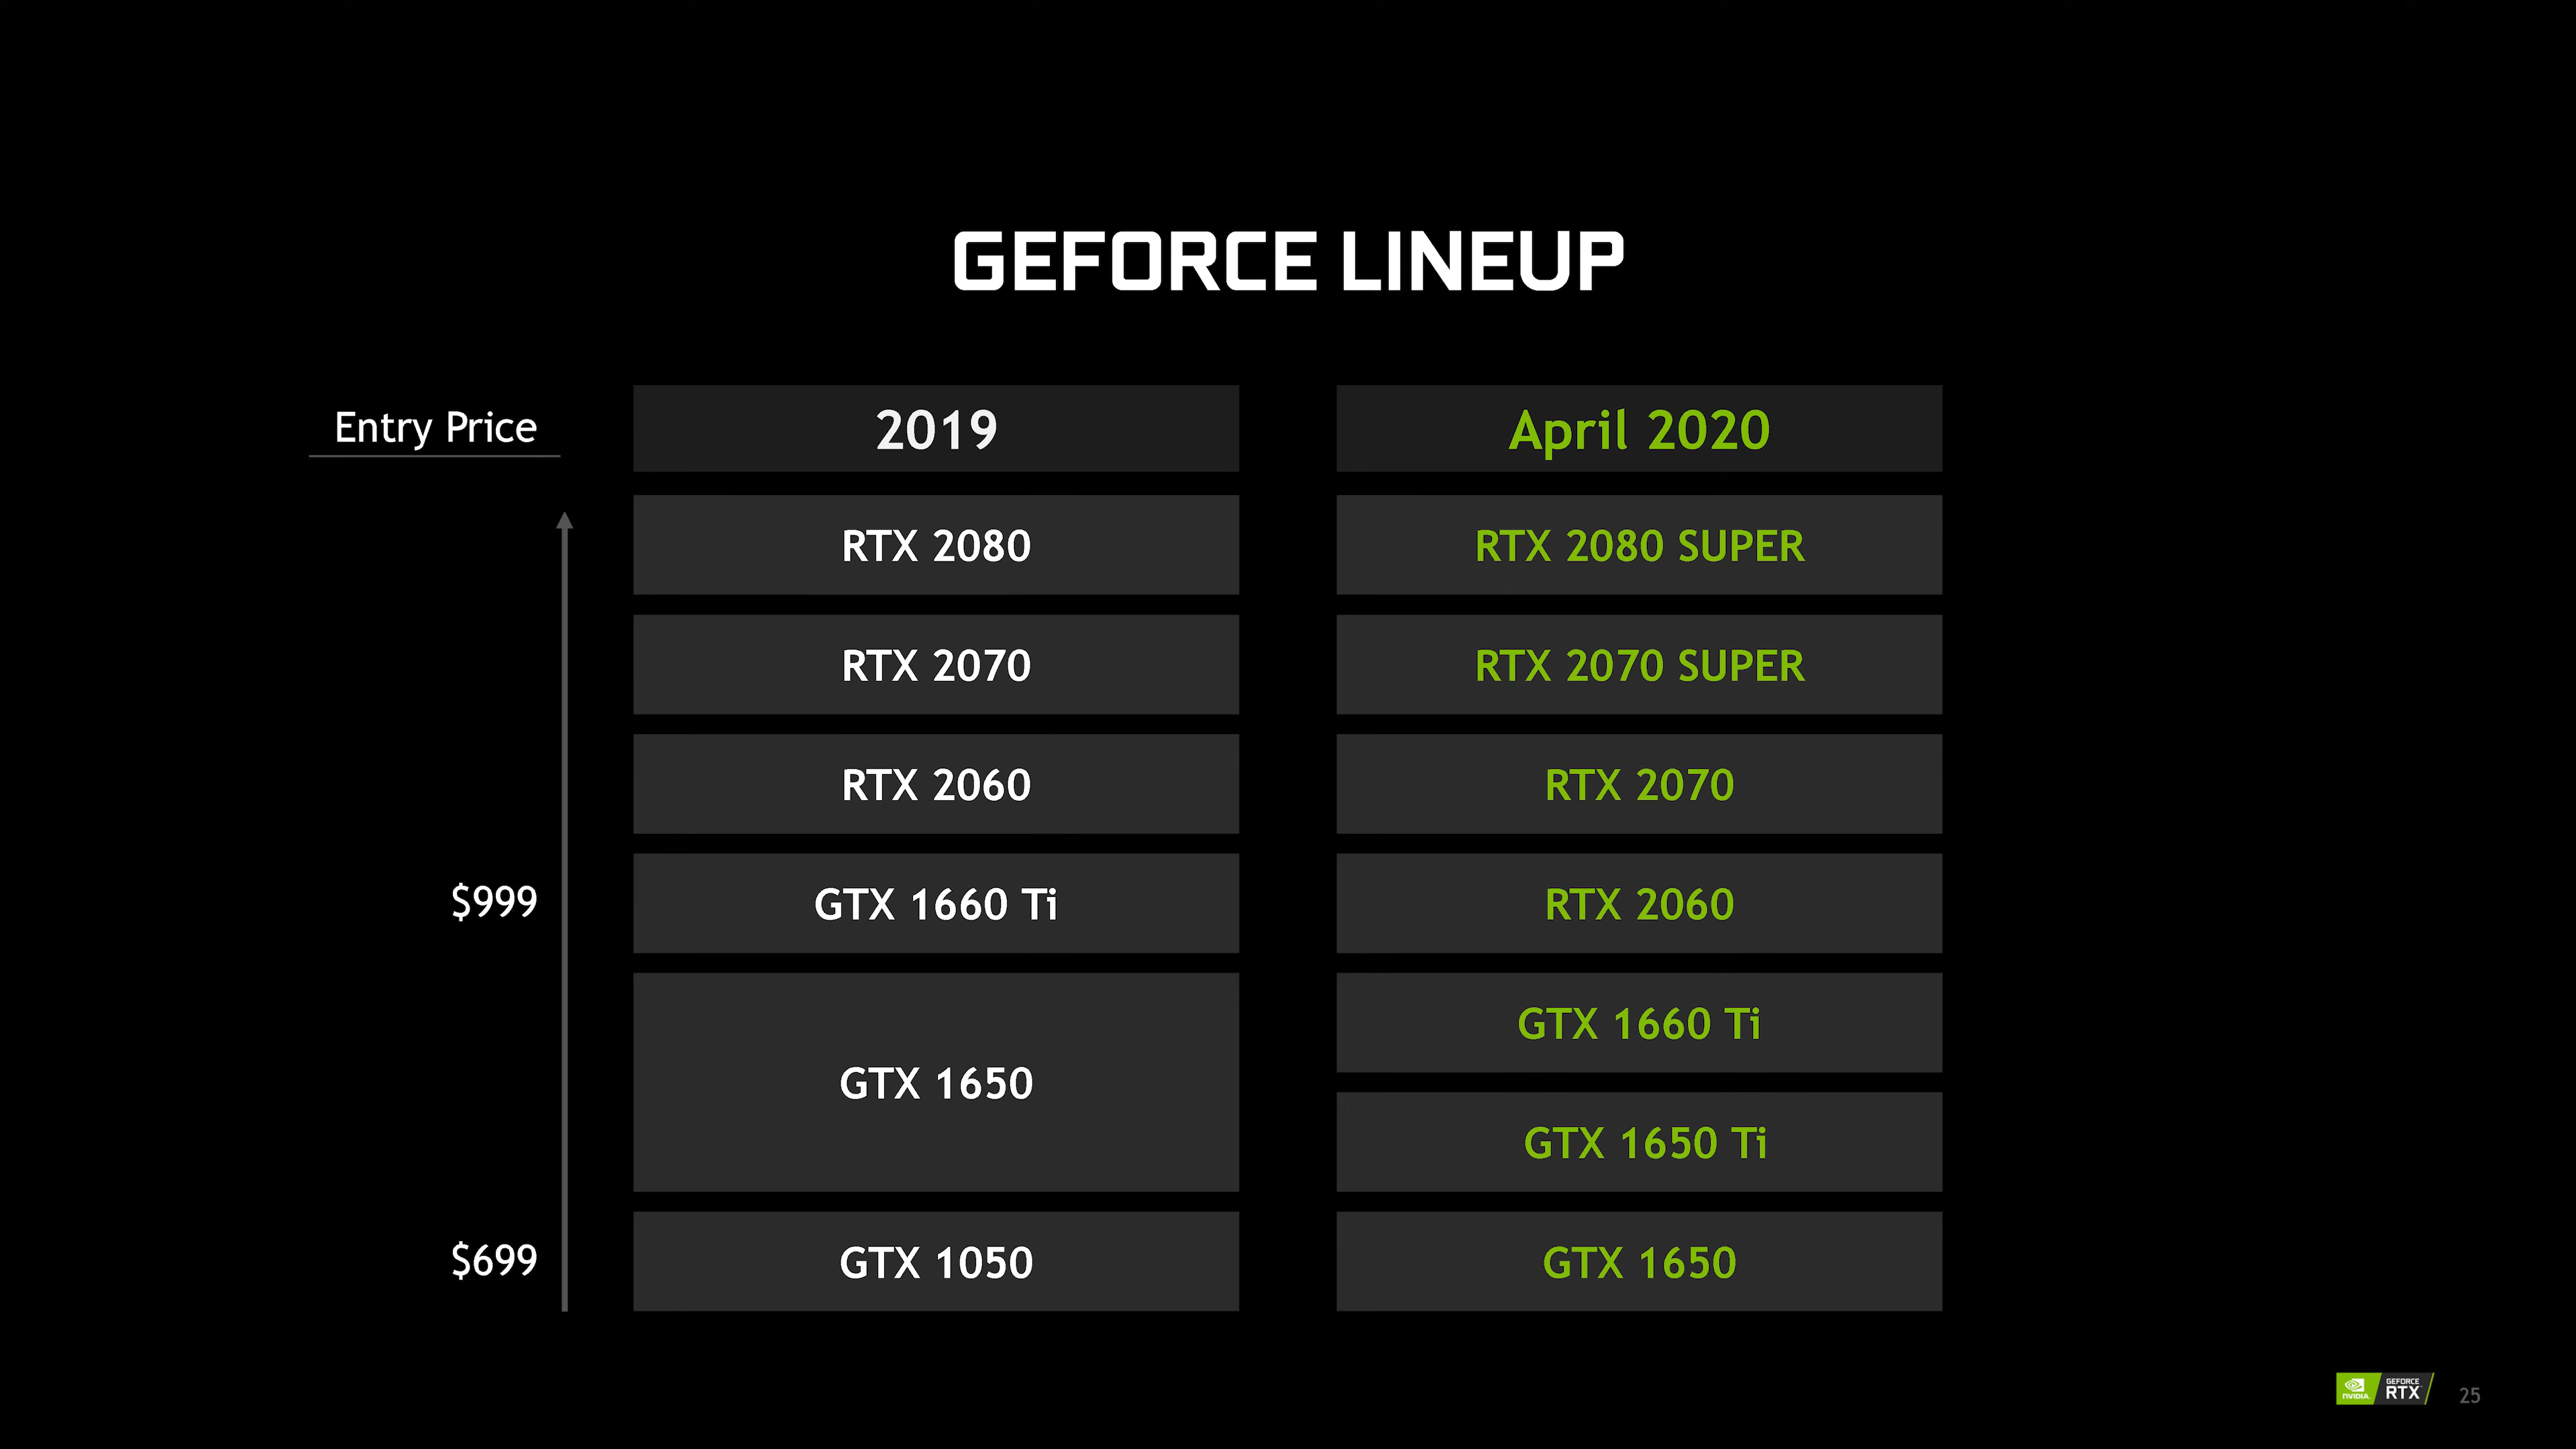 GEFORCE LINEUP
Entry Price
2019
April 2020
RTX 2080
RTX 2080 SUPER
RTX 2070
RTX 2070 SUPER
RTX 2060
RTX 2070
$999
GTX 1660 Ti
RTX 2060
GTX 1650
GTX 1660 Ti
GTX 1650 Ti
$699
GTX 1050
GTX 1650
NVIDIA.
GEFORCE
RTX
25